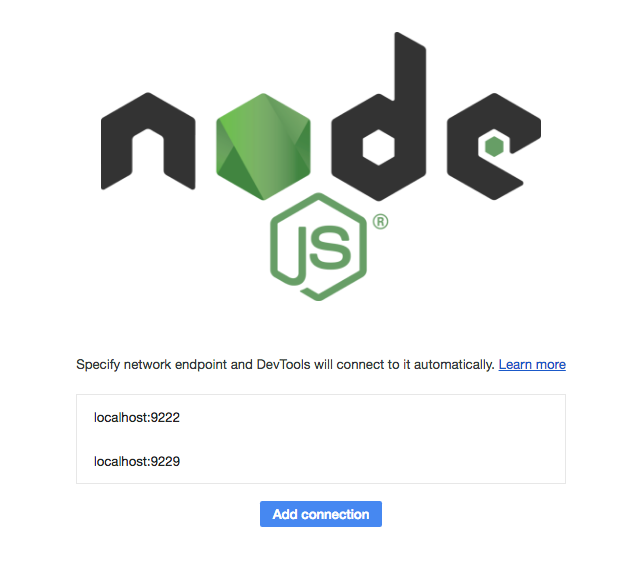 node
JS®
Specify network endpoint and DevTools will connect to it automatically. Learn more
localhost:9222
localhost:9229
Add connection